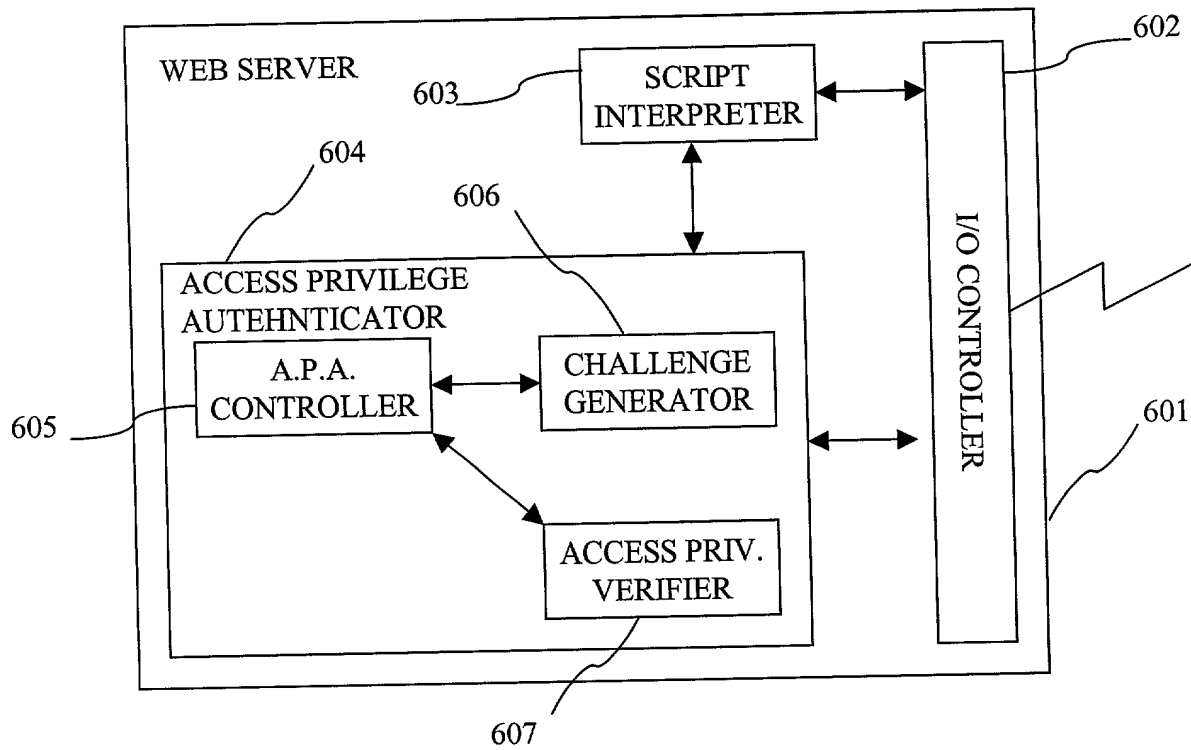 602
WEB SERVER
603
SCRIPT
INTERPRETER
604
606
ACCESS PRIVILEGE
AUTEHNTICATOR
I/O CONTROLLER
A.P.A.
CONTROLLER
CHALLENGE
GENERATOR
605
601
ACCESS PRIV.
VERIFIER
607